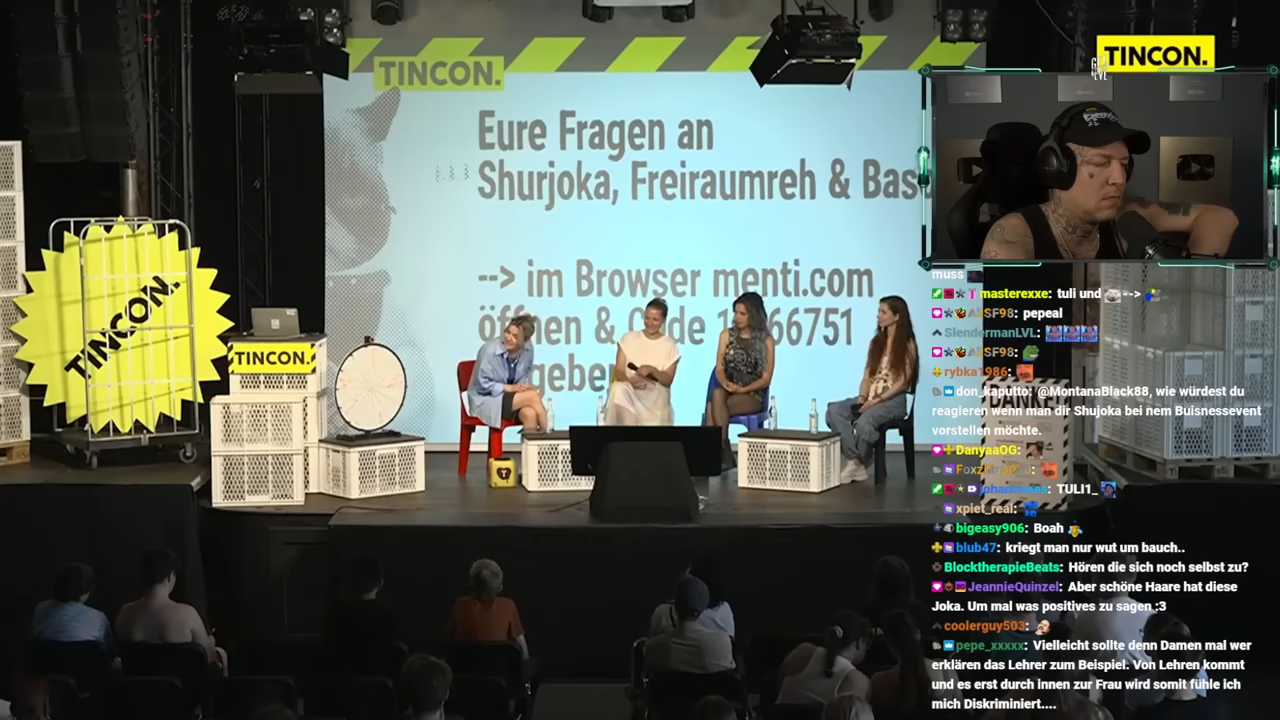 TINCON.
TINCON.
Eure Fragen an
Shurjoka, Freiraumreh & Bas
--> im Browser menti.com
öffnen & Code 1 66751
geben
TINCON.
TINCON.
muss
masterexxe: tuli und -->
SF98: pepeal
SlendermanLVL:
SF98:
rybka1986:
don_kaputto: @MontanaBlack88, wie würdest du
reagieren wenn man dir Shujoka bei nem Buisnessevent
vorstellen möchte.
DanyaaOG:
TULI1_
xpiet_real:
bigeasy906: Boah
blub47: kriegt man nur wut um bauch..
BlocktherapieBeats: Hören die sich noch selbst zu?
JeannieQuinzel: Aber schöne Haare hat diese
Joka. Um mal was positives zu sagen :3
coolerguy503:
pepe_xxxxx: Vielleicht sollte denn Damen mal wer
erklären das Lehrer zum Beispiel. Von Lehren kommt
und es erst durch innen zur Frau wird somit fühle ich
mich Diskriminiert....